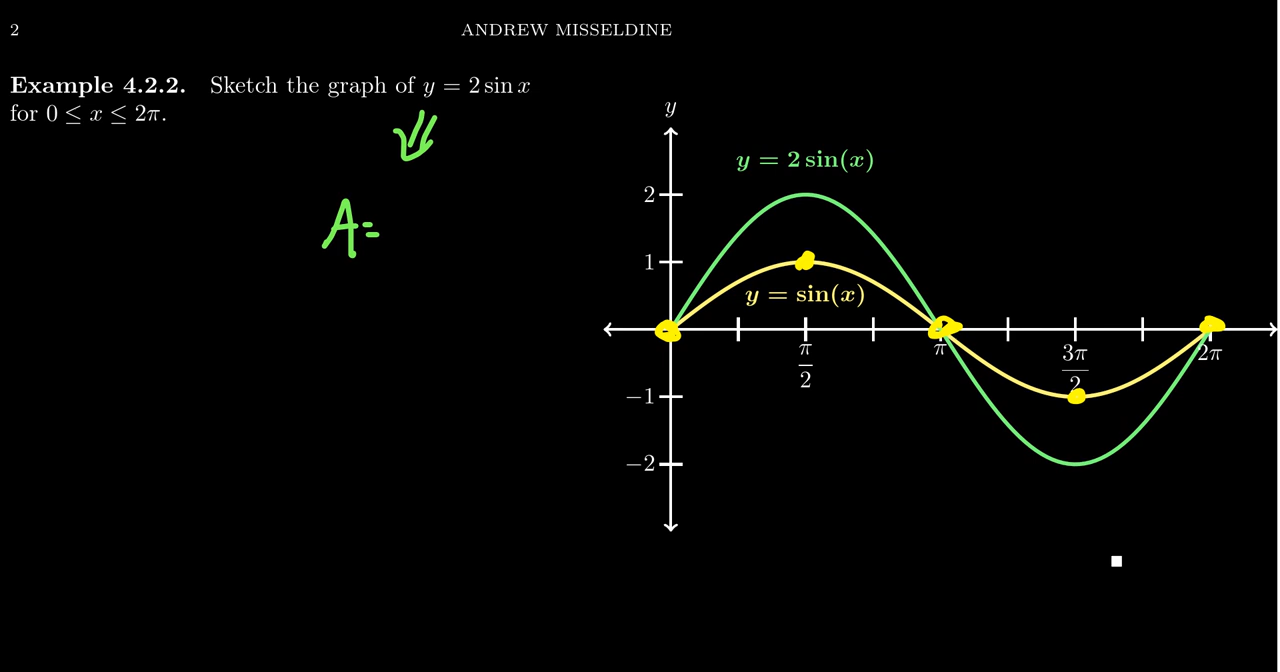 2 ANDREW MISSELDINE
Example 4.2.2. Sketch the graph of y = 2 sin x
for 0 ≤ x ≤ 2π.
A=
y
y = 2 sin(x)
2
1
y = sin(x)
π/2
π
3π/2
2π
−1
−2